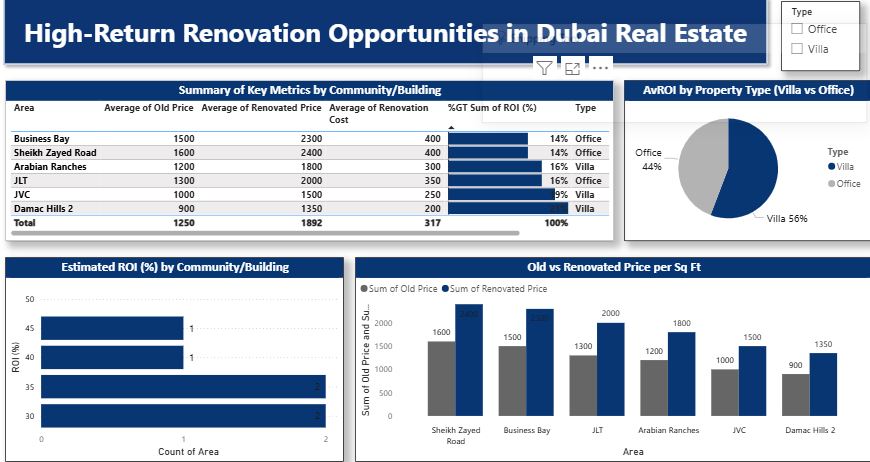 High-Return Renovation Opportunities in Dubai Real Estate
Type
Office
Villa
Summary of Key Metrics by Community/Building
Area Average of Old Price Average of Renovated Price Average of Renovation Cost %GT Sum of ROI (%) Type
Business Bay 1500 2300 400 14% Office
Sheikh Zayed Road 1600 2400 400 14% Office
Arabian Ranches 1200 1800 300 16% Villa
JLT 1300 2000 350 16% Office
JVC 1000 1500 250 9% Villa
Damac Hills 2 900 1350 200 Villa
Total 1250 1892 317 100%
AvROI by Property Type (Villa vs Office)
Office
44%
Villa 56%
Type
Villa
Office
Estimated ROI (%) by Community/Building
ROI (%)
50
45
40
35
30
1
1
2
2
0 1 2
Count of Area
Old vs Renovated Price per Sq Ft
Sum of Old Price Sum of Renovated Price
Sum of Old Price and Su...
2000
1500
1000
500
0
1600 2400
1500 2300
1300 2000
1200 1800
1000 1500
900 1350
Sheikh Zayed Road
Business Bay
JLT
Arabian Ranches
JVC
Damac Hills 2
Area